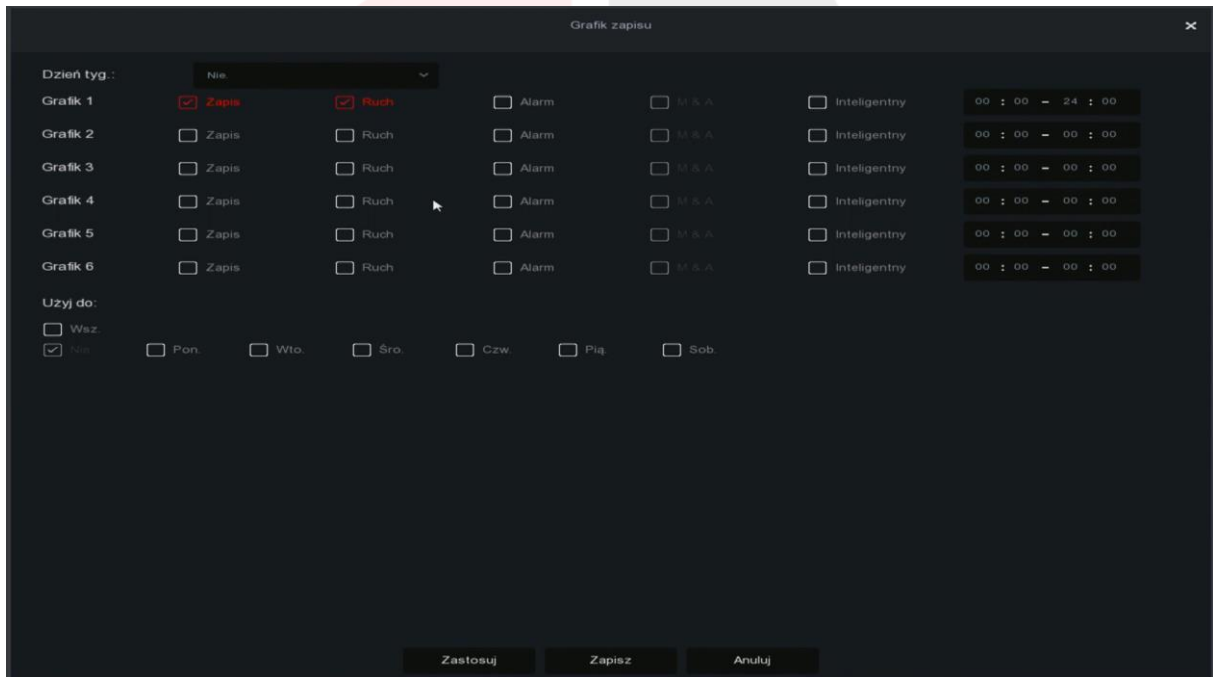 Grafik zapisu
Dzień tyg.: Nie.
Grafik 1 Zapis Ruch Alarm M & A Inteligentny 00 : 00 – 24 : 00
Grafik 2 Zapis Ruch Alarm M & A Inteligentny 00 : 00 – 00 : 00
Grafik 3 Zapis Ruch Alarm M & A Inteligentny 00 : 00 – 00 : 00
Grafik 4 Zapis Ruch Alarm M & A Inteligentny 00 : 00 – 00 : 00
Grafik 5 Zapis Ruch Alarm M & A Inteligentny 00 : 00 – 00 : 00
Grafik 6 Zapis Ruch Alarm M & A Inteligentny 00 : 00 – 00 : 00
Użyj do:
Wsz.
Nie. Pon. Wto. Śro. Czw. Pią. Sob.
Zastosuj Zapisz Anuluj